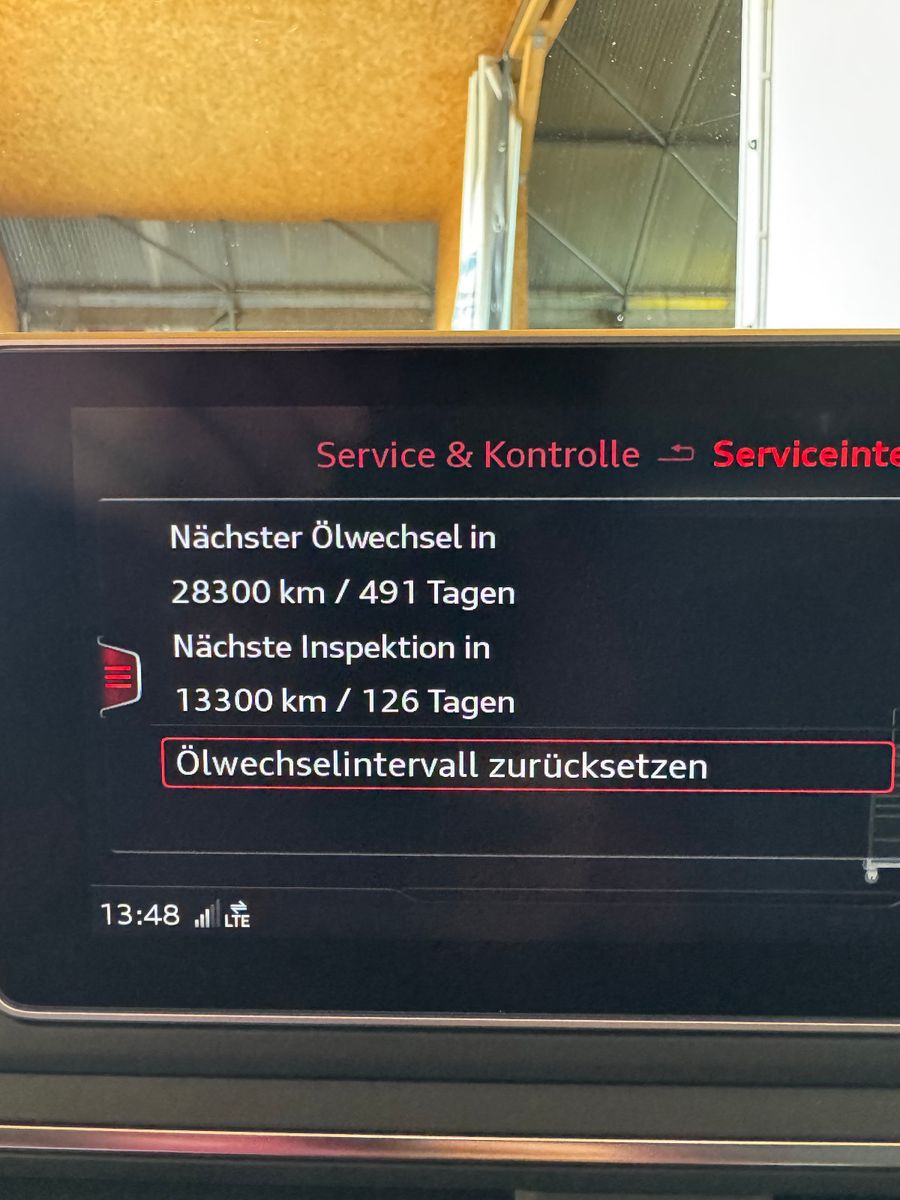 Service & Kontrolle Serviceinte
Nächster Ölwechsel in
28300 km / 491 Tagen
Nächste Inspektion in
13300 km / 126 Tagen
Ölwechselintervall zurücksetzen
13:48 LTE